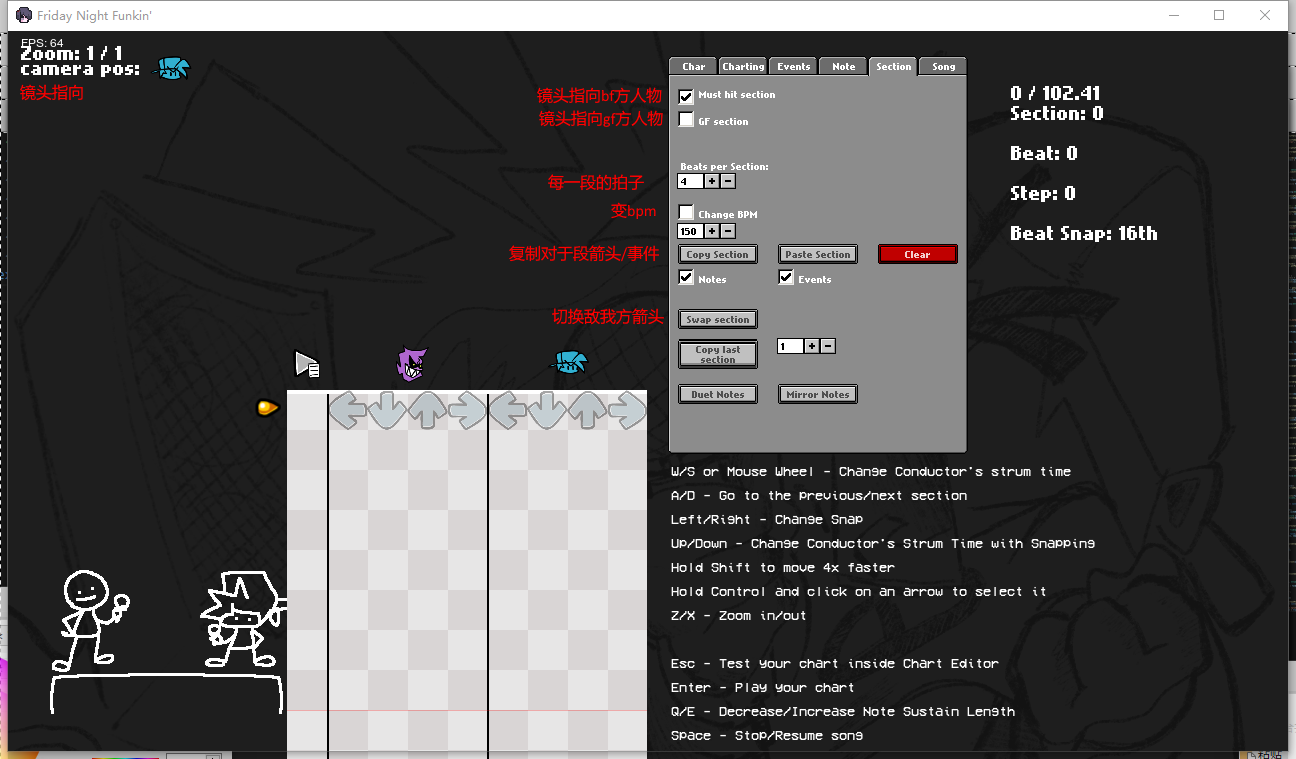 Friday Night Funkin'
FPS: 64
Zoom: 1 / 1
camera pos:
镜头指向
镜头指向bf方人物
镜头指向gf方人物
每一段的拍子
变bpm
复制对于段箭头/事件
切换敌我方箭头
Char Charting Events Note Section Song
Must hit section
GF section
Beats per Section:
4 + -
Change BPM
150 + -
Copy Section Paste Section Clear
Notes Events
Swap section
Copy last
section
1 + -
Duet Notes Mirror Notes
0 / 102.41
Section: 0
Beat: 0
Step: 0
Beat Snap: 16th
W/S or Mouse Wheel - Change Conductor's strum time
A/D - Go to the previous/next section
Left/Right - Change Snap
Up/Down - Change Conductor's Strum Time with Snapping
Hold Shift to move 4x faster
Hold Control and click on an arrow to select it
Z/X - Zoom in/out
Esc - Test your chart inside Chart Editor
Enter - Play your chart
Q/E - Decrease/Increase Note Sustain Length
Space - Stop/Resume song